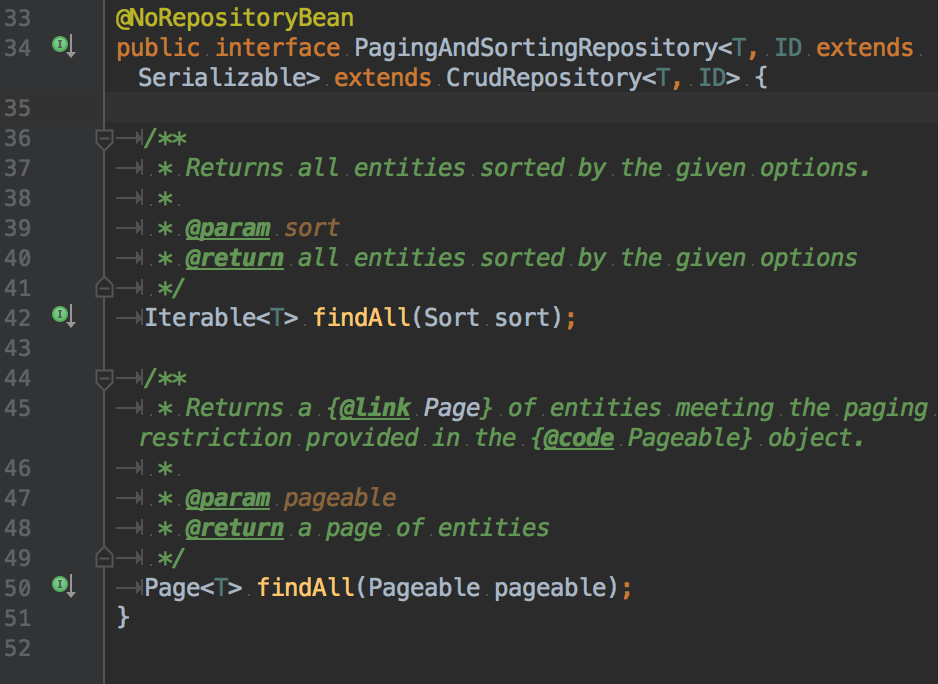 33 @NoRepositoryBean
34 public interface PagingAndSortingRepository<T, ID extends
Serializable> extends CrudRepository<T, ID> {
35
36 /**
37 * Returns all entities sorted by the given options.
38 *
39 * @param sort
40 * @return all entities sorted by the given options
41 */
42 Iterable<T> findAll(Sort sort);
43
44 /**
45 * Returns a {@link Page} of entities meeting the paging
restriction provided in the {@code Pageable} object.
46 *
47 * @param pageable
48 * @return a page of entities
49 */
50 Page<T> findAll(Pageable pageable);
51 }
52